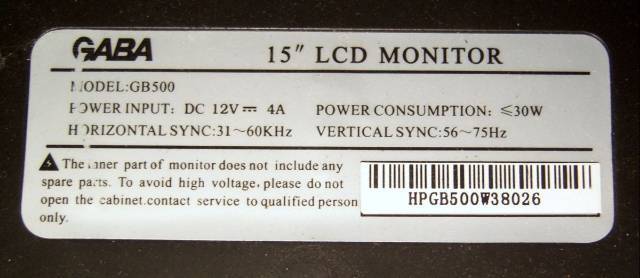 GABA 15" LCD MONITOR
MODEL:GB500
POWER INPUT: DC 12V⎓ 4A POWER CONSUMPTION: ≤30W
HORIZONTAL SYNC:31~60KHz VERTICAL SYNC:56~75Hz
The inner part of monitor does not include any
spare parts. To avoid high voltage, please do not
open the cabinet.contact service to qualified person
only.
HPGB500W38026